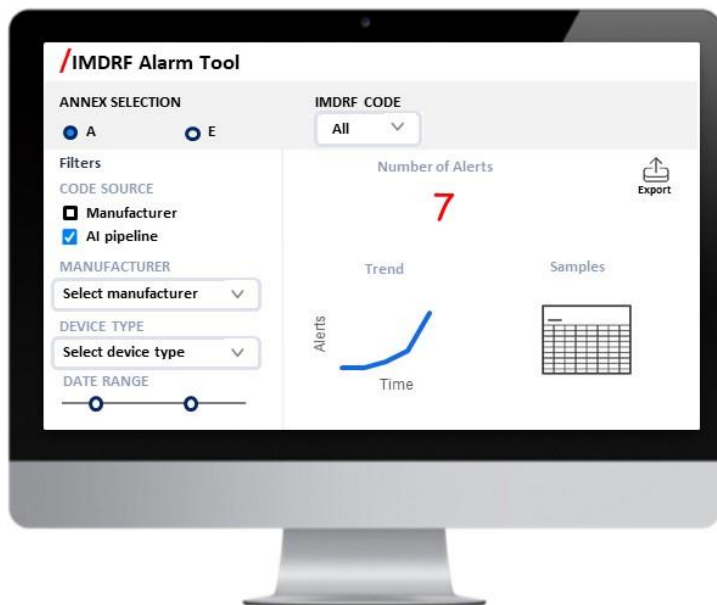 /IMDRF Alarm Tool
ANNEX SELECTION
A
E
IMDRF CODE
All
Filters
CODE SOURCE
Manufacturer
AI pipeline
MANUFACTURER
Select manufacturer
DEVICE TYPE
Select device type
DATE RANGE
Number of Alerts
7
Export
Trend
Alerts
Time
Samples